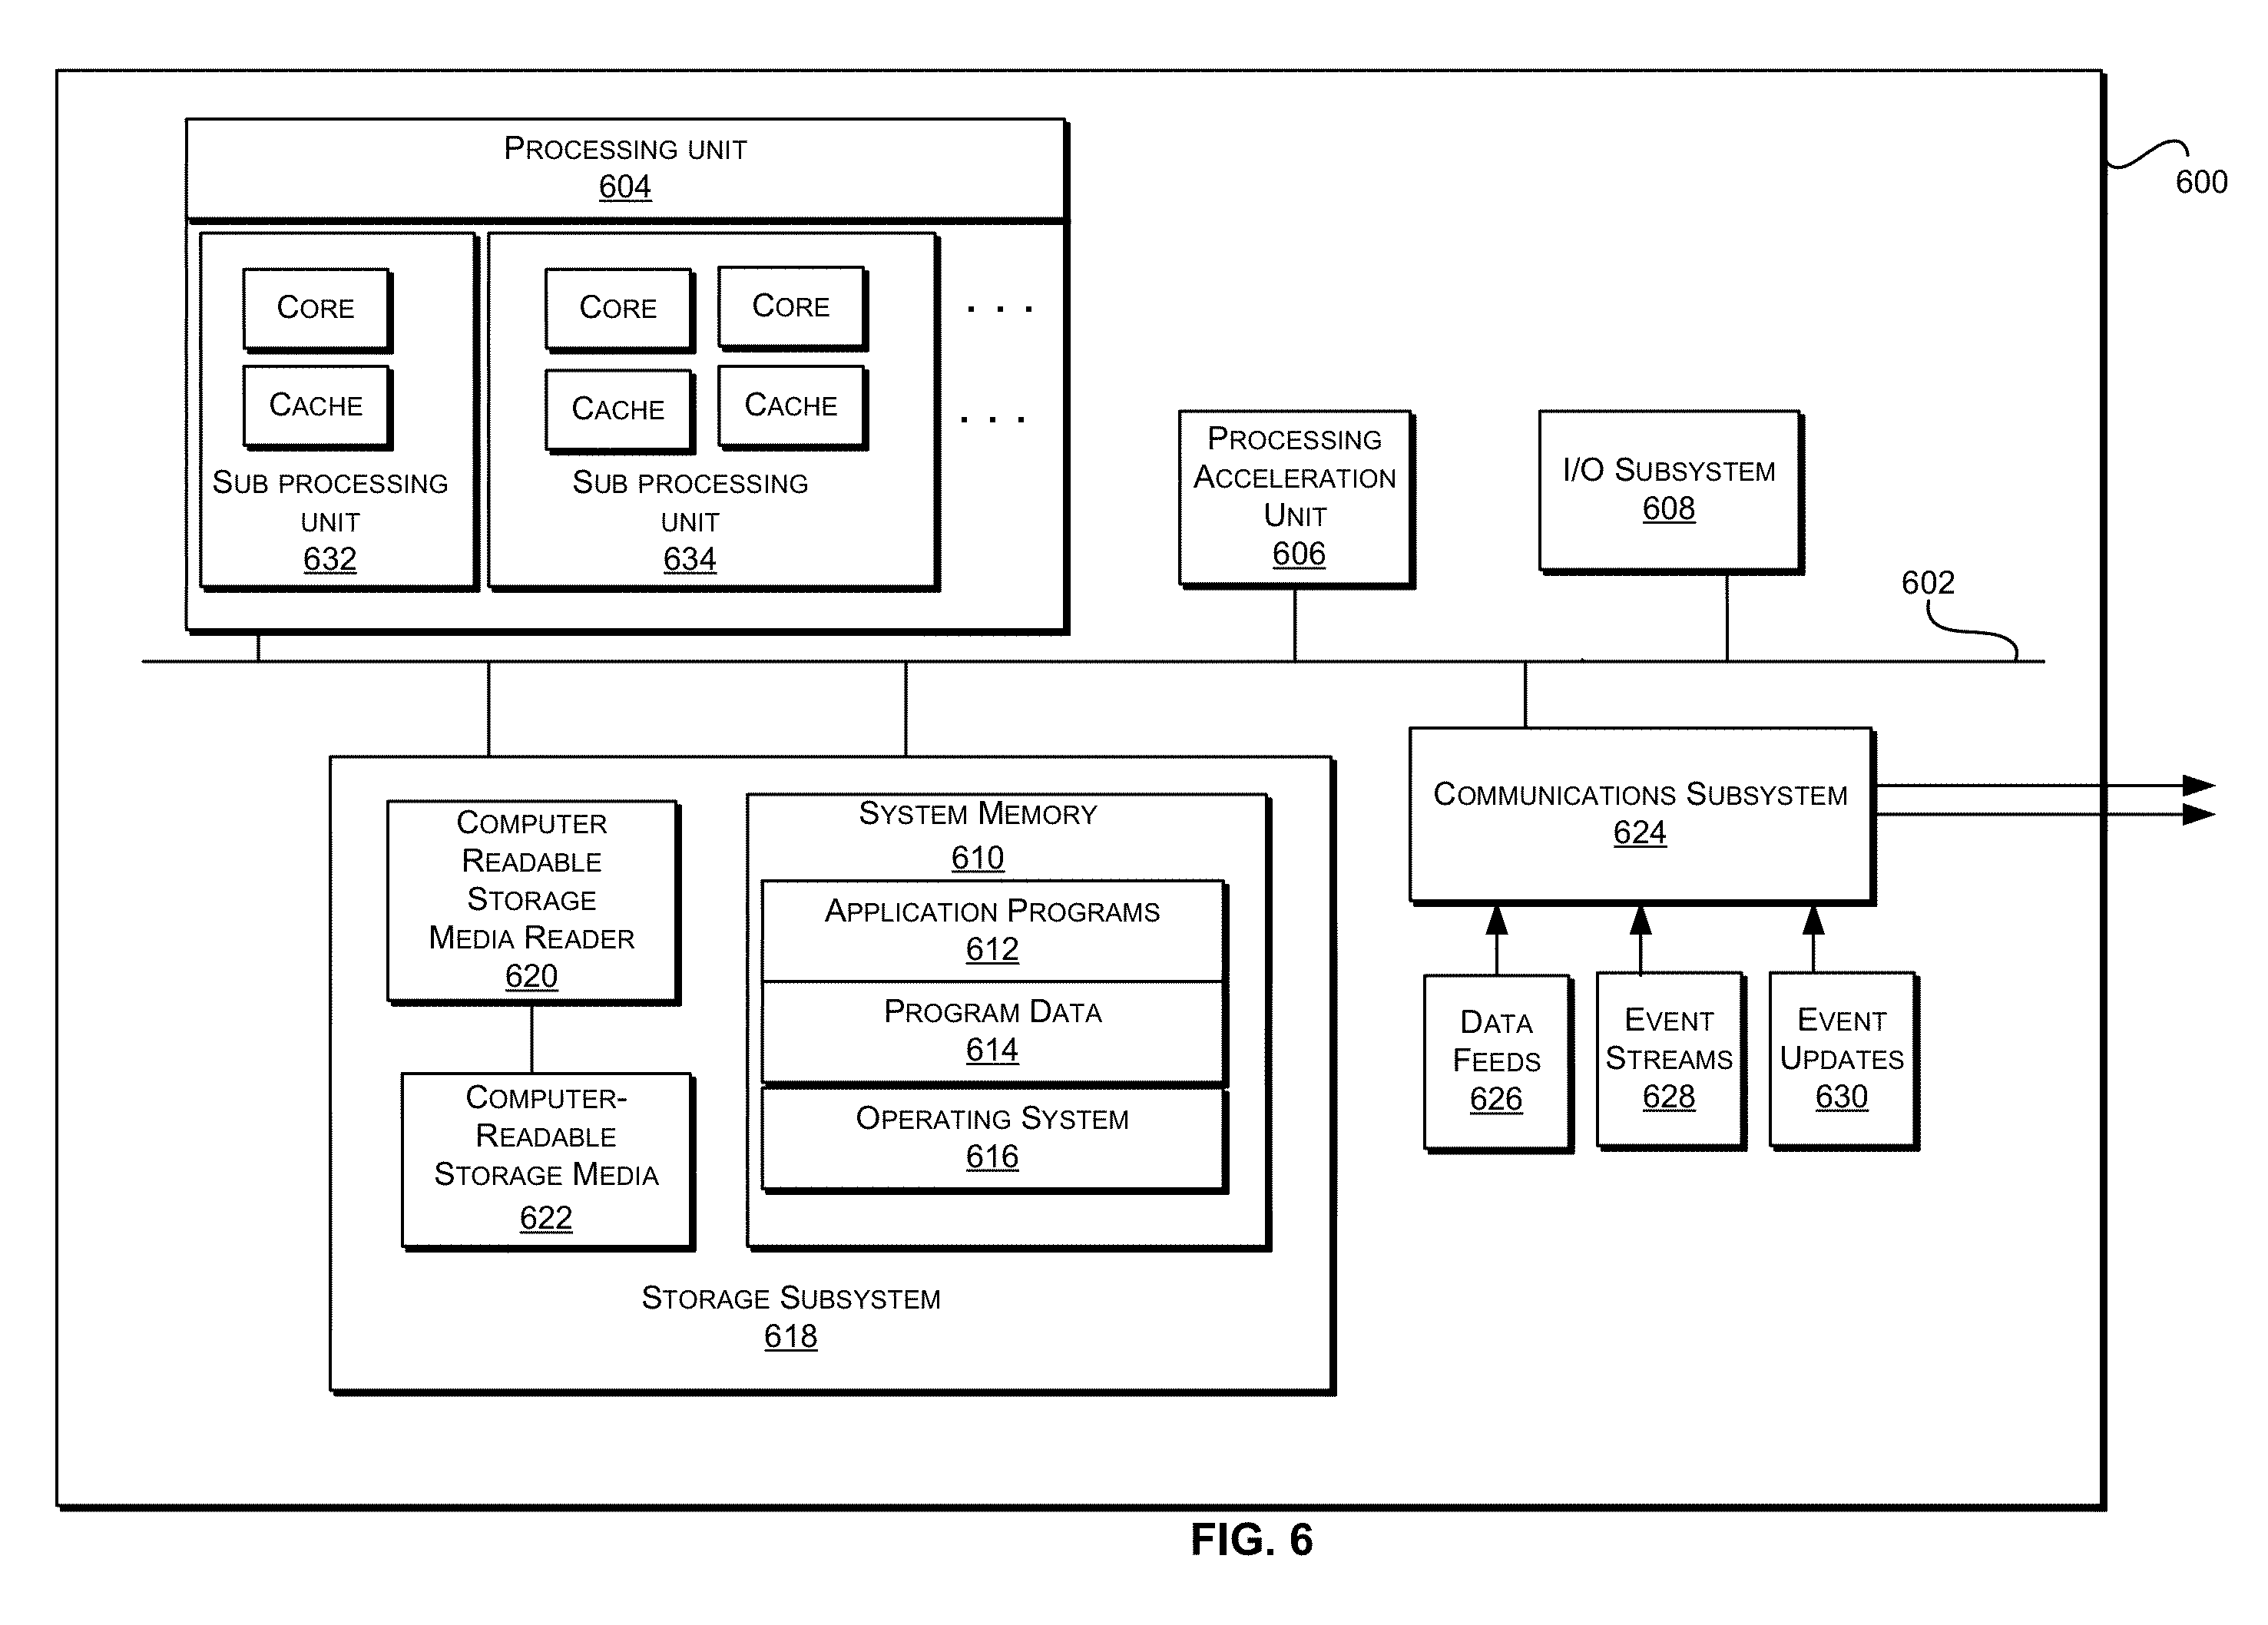 PROCESSING UNIT
604
600
CORE
CACHE
SUB PROCESSING
UNIT
632
CORE
CORE
CACHE
CACHE
SUB PROCESSING
UNIT
634
. . .
. . .
PROCESSING
ACCELERATION
UNIT
606
I/O SUBSYSTEM
608
602
COMPUTER
READABLE
STORAGE
MEDIA READER
620
COMPUTER-
READABLE
STORAGE MEDIA
622
SYSTEM MEMORY
610
APPLICATION PROGRAMS
612
PROGRAM DATA
614
OPERATING SYSTEM
616
STORAGE SUBSYSTEM
618
COMMUNICATIONS SUBSYSTEM
624
DATA
FEEDS
626
EVENT
STREAMS
628
EVENT
UPDATES
630
FIG. 6